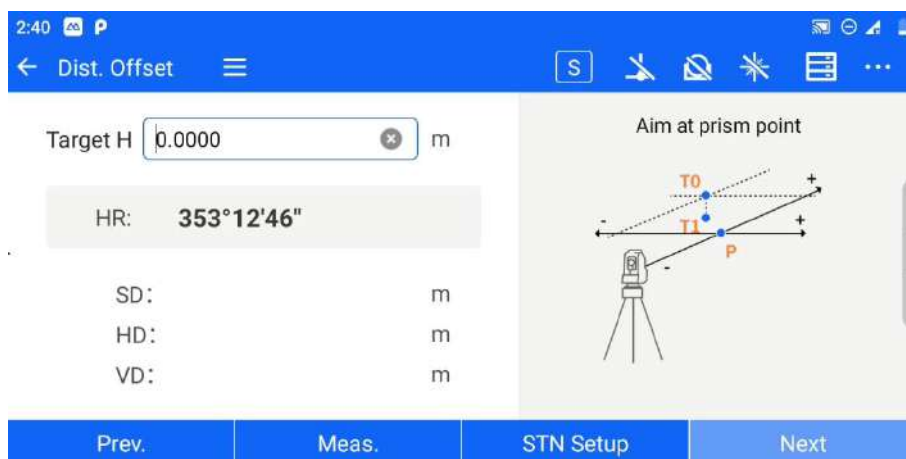 2:40 P
Dist. Offset
S
Target H 0.0000 m
HR: 353°12'46"
SD: m
HD: m
VD: m
Aim at prism point
T0
+
-
T1
+
P
-
Prev. Meas. STN Setup Next